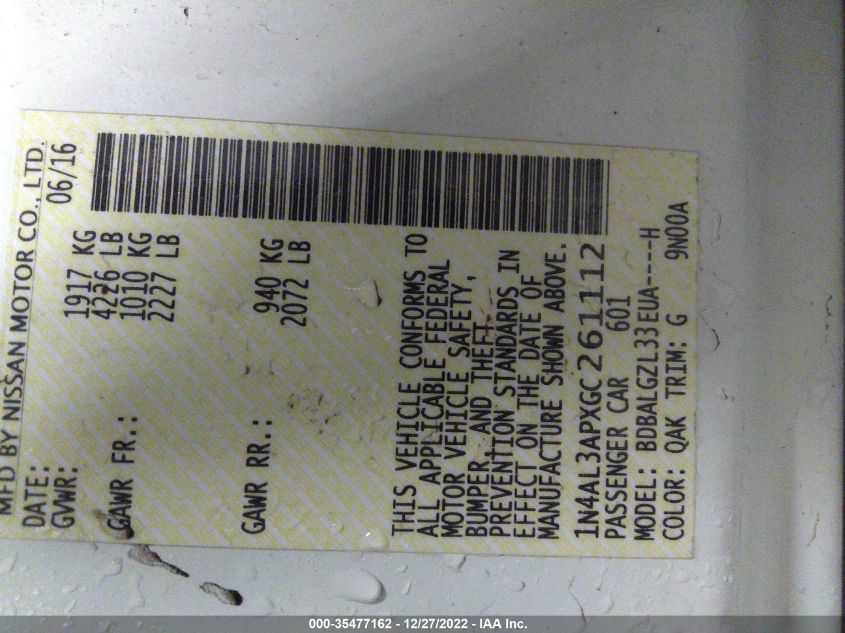 MFD BY NISSAN MOTOR CO., LTD.
DATE: 06/16
GVWR: 1917 KG
4226 LB
GAWR FR.: 1010 KG
2227 LB
GAWR RR.: 940 KG
2072 LB
THIS VEHICLE CONFORMS TO
ALL APPLICABLE FEDERAL
MOTOR VEHICLE SAFETY,
BUMPER, AND THEFT
PREVENTION STANDARDS IN
EFFECT ON THE DATE OF
MANUFACTURE SHOWN ABOVE.
1N4AL3APXGC261112
PASSENGER CAR 601
MODEL: BDBALGZL33EUA----H
COLOR: QAK TRIM: G 9N00A
000-35477162 - 12/27/2022 - IAA Inc.